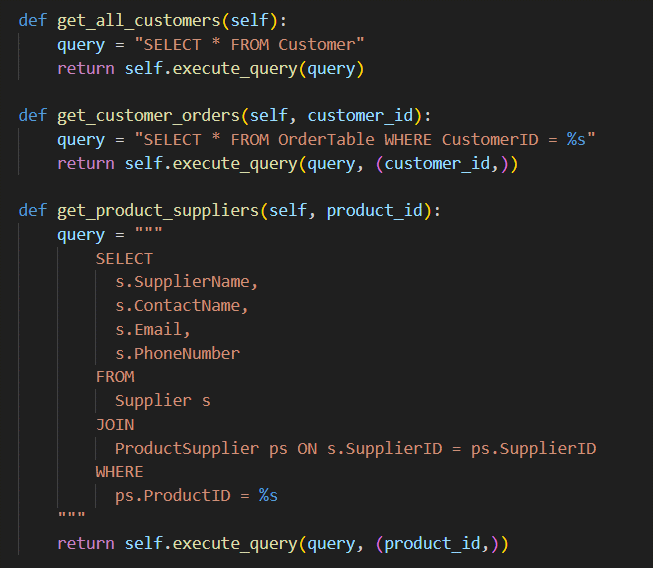 def get_all_customers(self):
    query = "SELECT * FROM Customer"
    return self.execute_query(query)

def get_customer_orders(self, customer_id):
    query = "SELECT * FROM OrderTable WHERE CustomerID = %s"
    return self.execute_query(query, (customer_id,))

def get_product_suppliers(self, product_id):
    query = """
        SELECT
          s.SupplierName,
          s.ContactName,
          s.Email,
          s.PhoneNumber
        FROM
          Supplier s
        JOIN
          ProductSupplier ps ON s.SupplierID = ps.SupplierID
        WHERE
          ps.ProductID = %s
    """
    return self.execute_query(query, (product_id,))